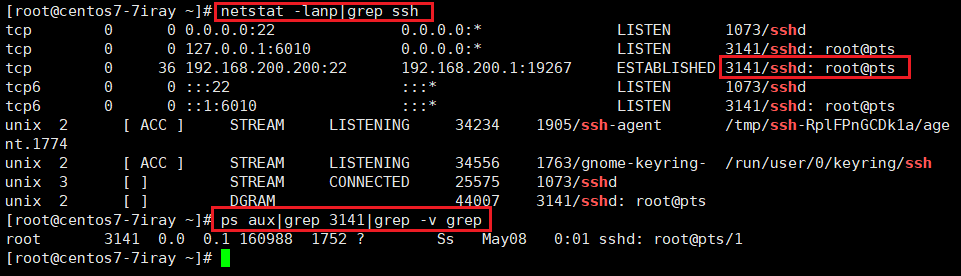 [root@centos7-7iray ~]# netstat -lanp|grep ssh
tcp        0      0 0.0.0.0:22              0.0.0.0:*               LISTEN      1073/sshd
tcp        0      0 127.0.0.1:6010          0.0.0.0:*               LISTEN      3141/sshd: root@pts
tcp        0     36 192.168.200.200:22      192.168.200.1:19267     ESTABLISHED 3141/sshd: root@pts
tcp6       0      0 :::22                   :::*                    LISTEN      1073/sshd
tcp6       0      0 ::1:6010                :::*                    LISTEN      3141/sshd: root@pts
unix  2      [ ACC ]     STREAM     LISTENING     34234    1905/ssh-agent       /tmp/ssh-RplFPnGCDk1a/age
nt.1774
unix  2      [ ACC ]     STREAM     LISTENING     34556    1763/gnome-keyring-  /run/user/0/keyring/ssh
unix  3      [ ]         STREAM     CONNECTED     25575    1073/sshd
unix  2      [ ]         DGRAM                    44007    3141/sshd: root@pts
[root@centos7-7iray ~]# ps aux|grep 3141|grep -v grep
root      3141  0.0  0.1 160988  1752 ?        Ss   May08   0:01 sshd: root@pts/1
[root@centos7-7iray ~]#